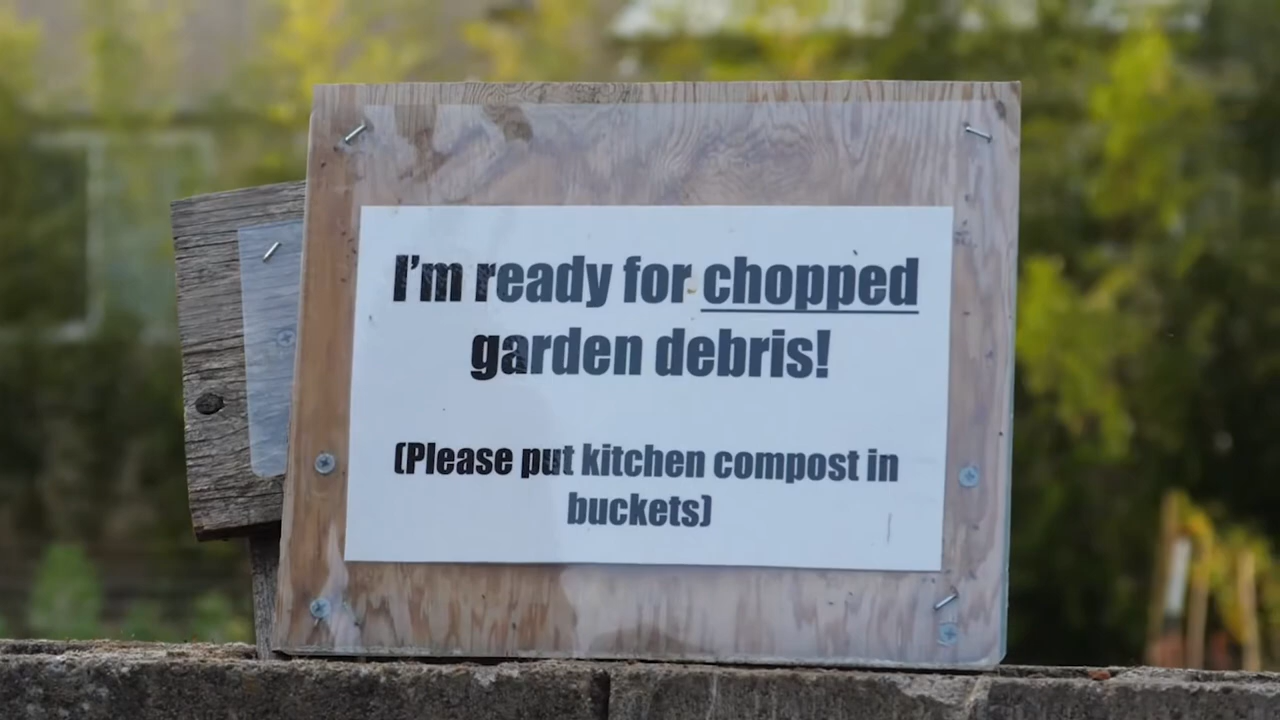 I'm ready for chopped
garden debris!
(Please put kitchen compost in
buckets)